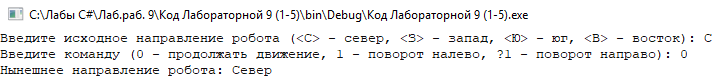 C:\Лабы C#\Лаб.раб. 9\Код Лабораторной 9 (1-5)\bin\Debug\Код Лабораторной 9 (1-5).exe
Введите исходное направление робота (<С> - север, <З> - запад, <Ю> - юг, <В> - восток): С
Введите команду (0 - продолжать движение, 1 - поворот налево, ?1 - поворот направо): 0
Нынешнее направление робота: Север